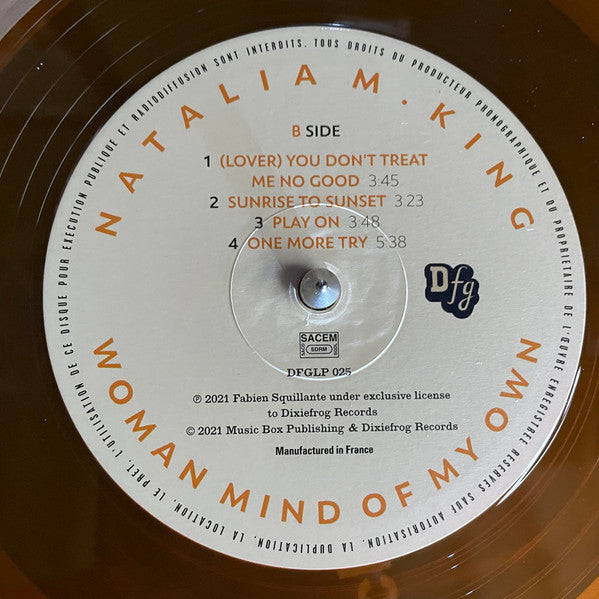 NATALIA M. KING
B SIDE
1 (LOVER) YOU DON'T TREAT
ME NO GOOD 3:45
2 SUNRISE TO SUNSET 3:23
3 PLAY ON 3:48
4 ONE MORE TRY 5:38
Dfg
SACEM
SDRM
DFGLP 025
℗ 2021 Fabien Squillante under exclusive license
to Dixiefrog Records
© 2021 Music Box Publishing & Dixiefrog Records
Manufactured in France
WOMAN MIND OF MY OWN
TOUS DROITS DU PRODUCTEUR PHONOGRAPHIQUE ET DU PROPRIETAIRE DE L'ŒUVRE ENREGISTREE RESERVES SAUF AUTORISATION, LA DUPLICATION, LA LOCATION, LE PRET, L'UTILISATION DE CE DISQUE POUR EXECUTION PUBLIQUE ET RADIODIFFUSION SONT INTERDITS.